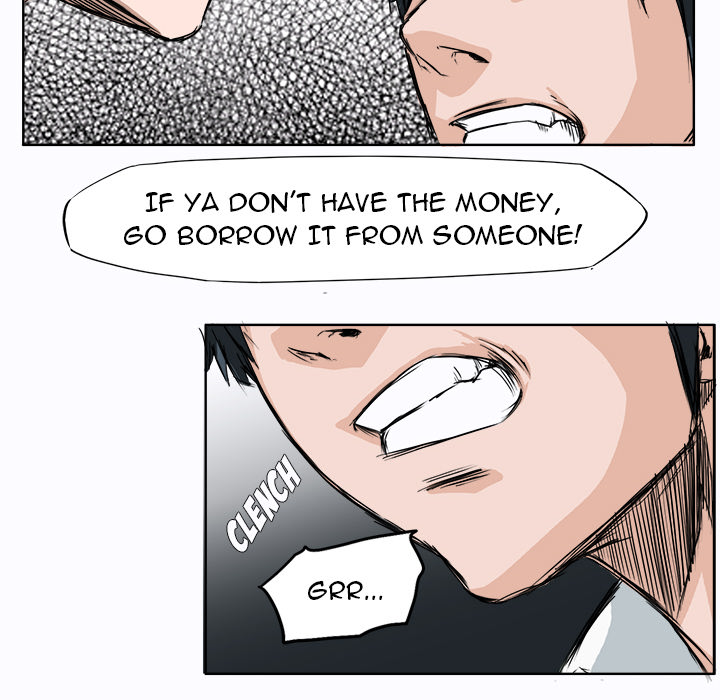 IF YA DON'T HAVE THE MONEY,
GO BORROW IT FROM SOMEONE!
CLENCH
GRR...